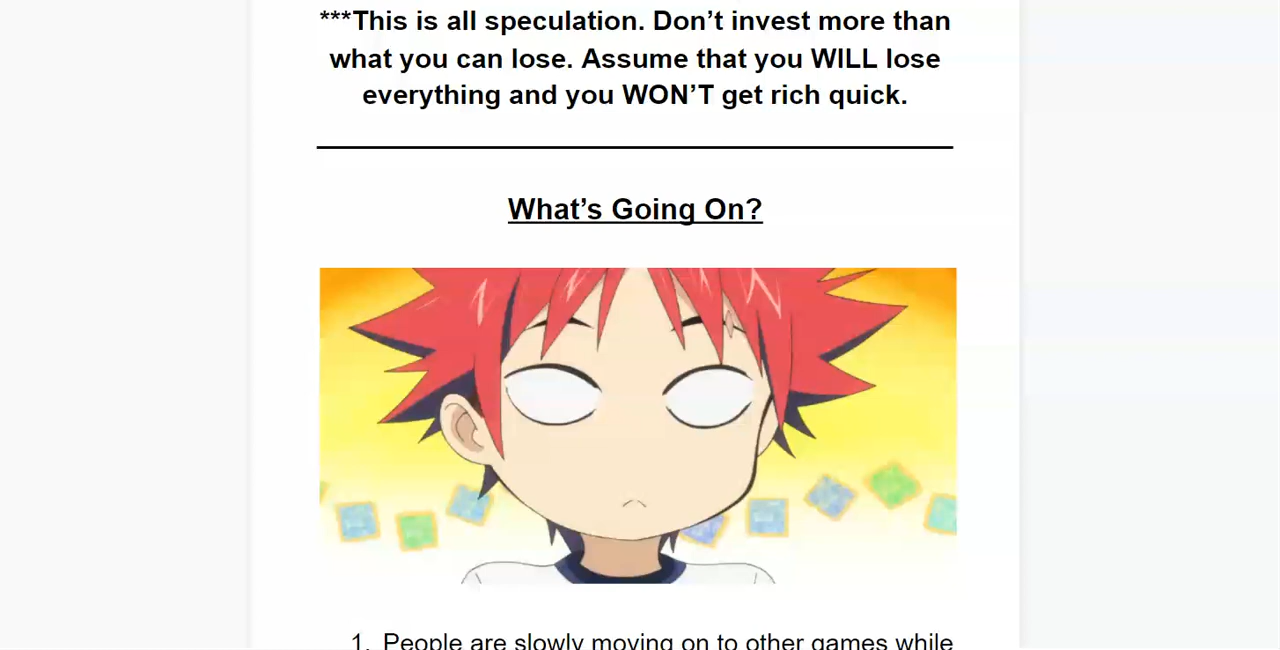 ***This is all speculation. Don’t invest more than
what you can lose. Assume that you WILL lose
everything and you WON’T get rich quick.
What’s Going On?
1. People are slowly moving on to other games while